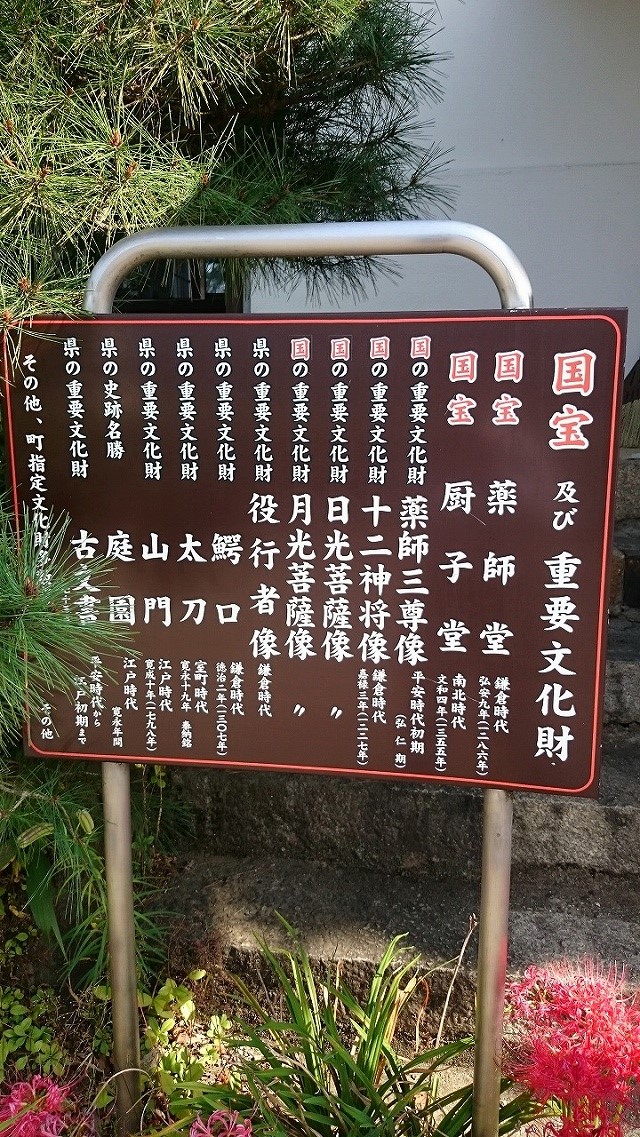 国宝 及び 重要文化財
国宝 薬師堂 鎌倉時代 弘安九年(一二八六年)
国宝 厨子堂 南北時代 文和四年(一三五五年)
国の重要文化財 薬師三尊像 平安時代初期 (弘仁期)
国の重要文化財 十二神将像 鎌倉時代 嘉禄三年(一二二七年)
国の重要文化財 日光菩薩像 〃
国の重要文化財 月光菩薩像 〃
県の重要文化財 役行者像 鎌倉時代
県の重要文化財 鰐口 鎌倉時代 徳治二年(一三〇七年)
県の重要文化財 太刀 室町時代 寛永十九年 奉納銘
県の重要文化財 山門 江戸時代 寛成十年(一七九八年)
県の史跡名勝 庭園 江戸時代 寛永年間
県の重要文化財 古文書 平安時代から 江戸初期まで
その他、町指定文化財 その他